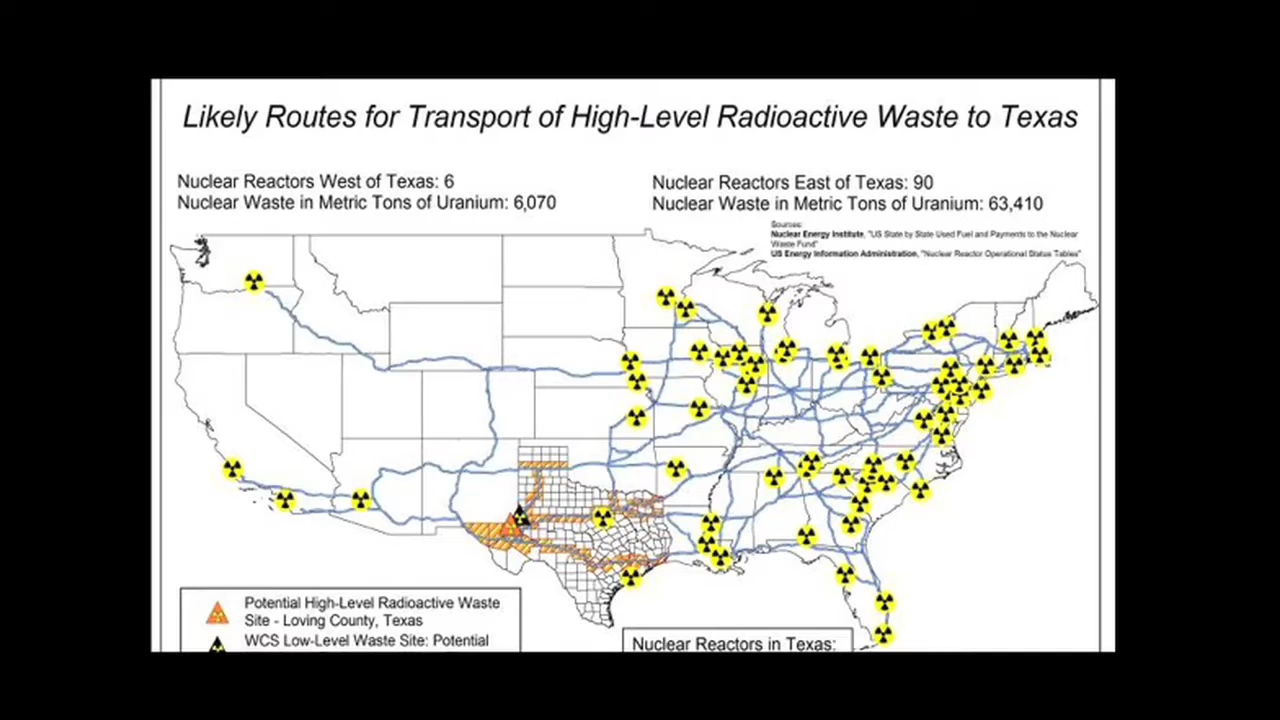 Likely Routes for Transport of High-Level Radioactive Waste to Texas
Nuclear Reactors West of Texas: 6
Nuclear Waste in Metric Tons of Uranium: 6,070
Nuclear Reactors East of Texas: 90
Nuclear Waste in Metric Tons of Uranium: 63,410
Sources:
Nuclear Energy Institute, "US State by State Used Fuel and Payments to the Nuclear
Waste Fund"
US Energy Information Administration, "Nuclear Reactor Operational Status Tables"
Potential High-Level Radioactive Waste
Site - Loving County, Texas
WCS Low-Level Waste Site: Potential
Nuclear Reactors in Texas: